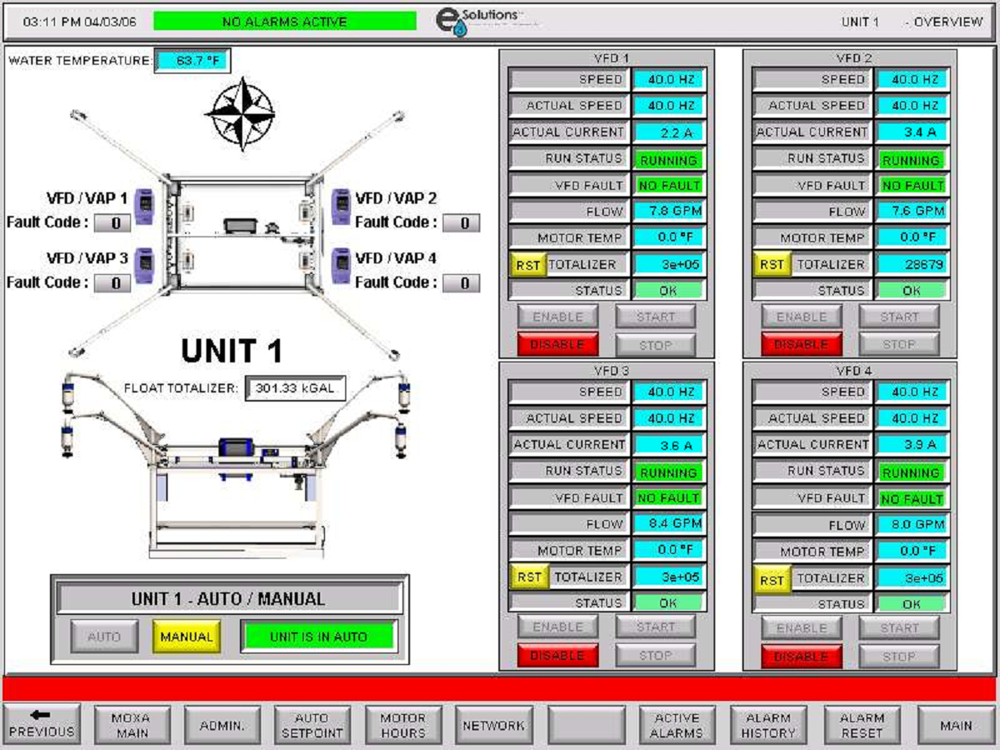 03:11 PM 04/03/06
NO ALARMS ACTIVE
e Solutions
UNIT 1 - OVERVIEW
WATER TEMPERATURE: 63.7 °F
VFD / VAP 1
Fault Code : 0
VFD / VAP 2
Fault Code : 0
VFD / VAP 3
Fault Code : 0
VFD / VAP 4
Fault Code : 0
UNIT 1
FLOAT TOTALIZER: 301.33 kGAL
UNIT 1 - AUTO / MANUAL
AUTO MANUAL UNIT IS IN AUTO
VFD 1
SPEED 40.0 HZ
ACTUAL SPEED 40.0 HZ
ACTUAL CURRENT 2.2 A
RUN STATUS RUNNING
VFD FAULT NO FAULT
FLOW 7.8 GPM
MOTOR TEMP 0.0 °F
RST TOTALIZER 3e+05
STATUS OK
ENABLE START
DISABLE STOP
VFD 2
SPEED 40.0 HZ
ACTUAL SPEED 40.0 HZ
ACTUAL CURRENT 3.4 A
RUN STATUS RUNNING
VFD FAULT NO FAULT
FLOW 7.6 GPM
MOTOR TEMP 0.0 °F
RST TOTALIZER 28679
STATUS OK
ENABLE START
DISABLE STOP
VFD 3
SPEED 40.0 HZ
ACTUAL SPEED 40.0 HZ
ACTUAL CURRENT 3.6 A
RUN STATUS RUNNING
VFD FAULT NO FAULT
FLOW 8.4 GPM
MOTOR TEMP 0.0 °F
RST TOTALIZER 3e+05
STATUS OK
ENABLE START
DISABLE STOP
VFD 4
SPEED 40.0 HZ
ACTUAL SPEED 40.0 HZ
ACTUAL CURRENT 3.9 A
RUN STATUS RUNNING
VFD FAULT NO FAULT
FLOW 8.0 GPM
MOTOR TEMP 0.0 °F
RST TOTALIZER 3e+05
STATUS OK
ENABLE START
DISABLE STOP
PREVIOUS
MOXA
MAIN
ADMIN.
AUTO
SETPOINT
MOTOR
HOURS
NETWORK
ACTIVE
ALARMS
ALARM
HISTORY
ALARM
RESET
MAIN